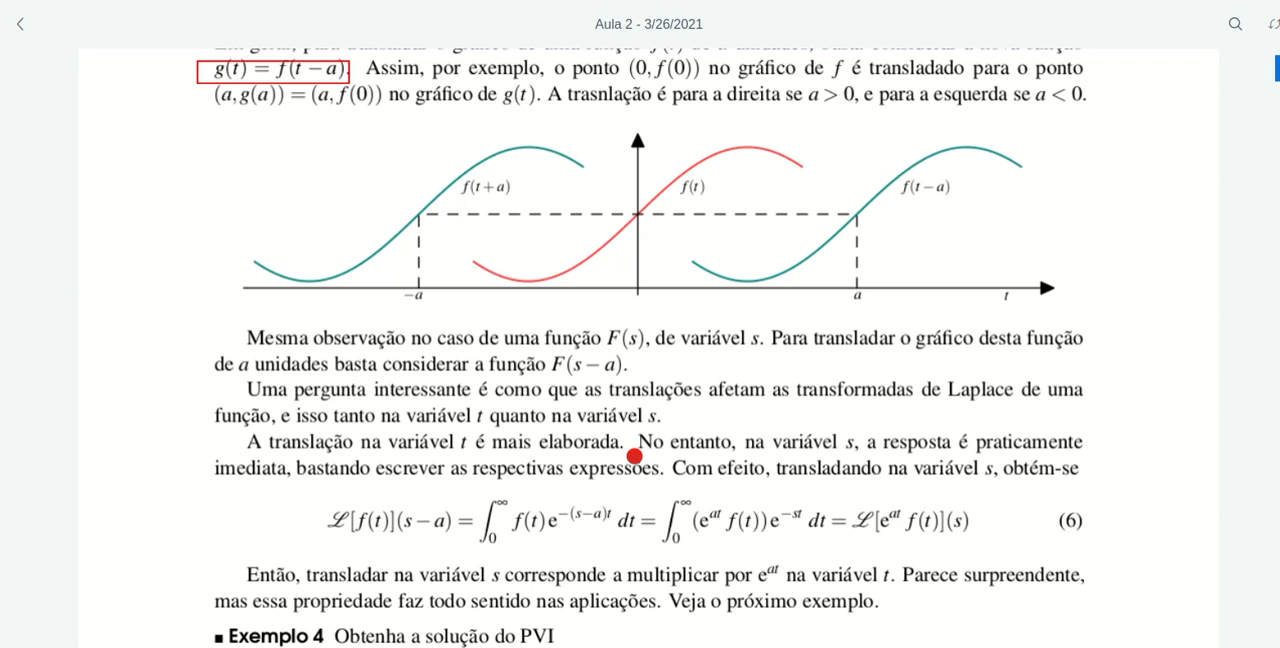 Aula 2 - 3/26/2021
g(t) = f(t − a). Assim, por exemplo, o ponto (0, f(0)) no gráfico de f é transladado para o ponto
(a, g(a)) = (a, f(0)) no gráfico de g(t). A trasnlação é para a direita se a > 0, e para a esquerda se a < 0.
f(t+a) f(t) f(t−a)
−a a t
Mesma observação no caso de uma função F(s), de variável s. Para transladar o gráfico desta função
de a unidades basta considerar a função F(s − a).
Uma pergunta interessante é como que as translações afetam as transformadas de Laplace de uma
função, e isso tanto na variável t quanto na variável s.
A translação na variável t é mais elaborada. No entanto, na variável s, a resposta é praticamente
imediata, bastando escrever as respectivas expressões. Com efeito, transladando na variável s, obtém-se
ℒ[f(t)](s−a) = ∫₀^∞ f(t)e^{−(s−a)t} dt = ∫₀^∞ (e^{at} f(t))e^{−st} dt = ℒ[e^{at} f(t)](s) (6)
Então, transladar na variável s corresponde a multiplicar por e^{at} na variável t. Parece surpreendente,
mas essa propriedade faz todo sentido nas aplicações. Veja o próximo exemplo.
■ Exemplo 4 Obtenha a solução do PVI